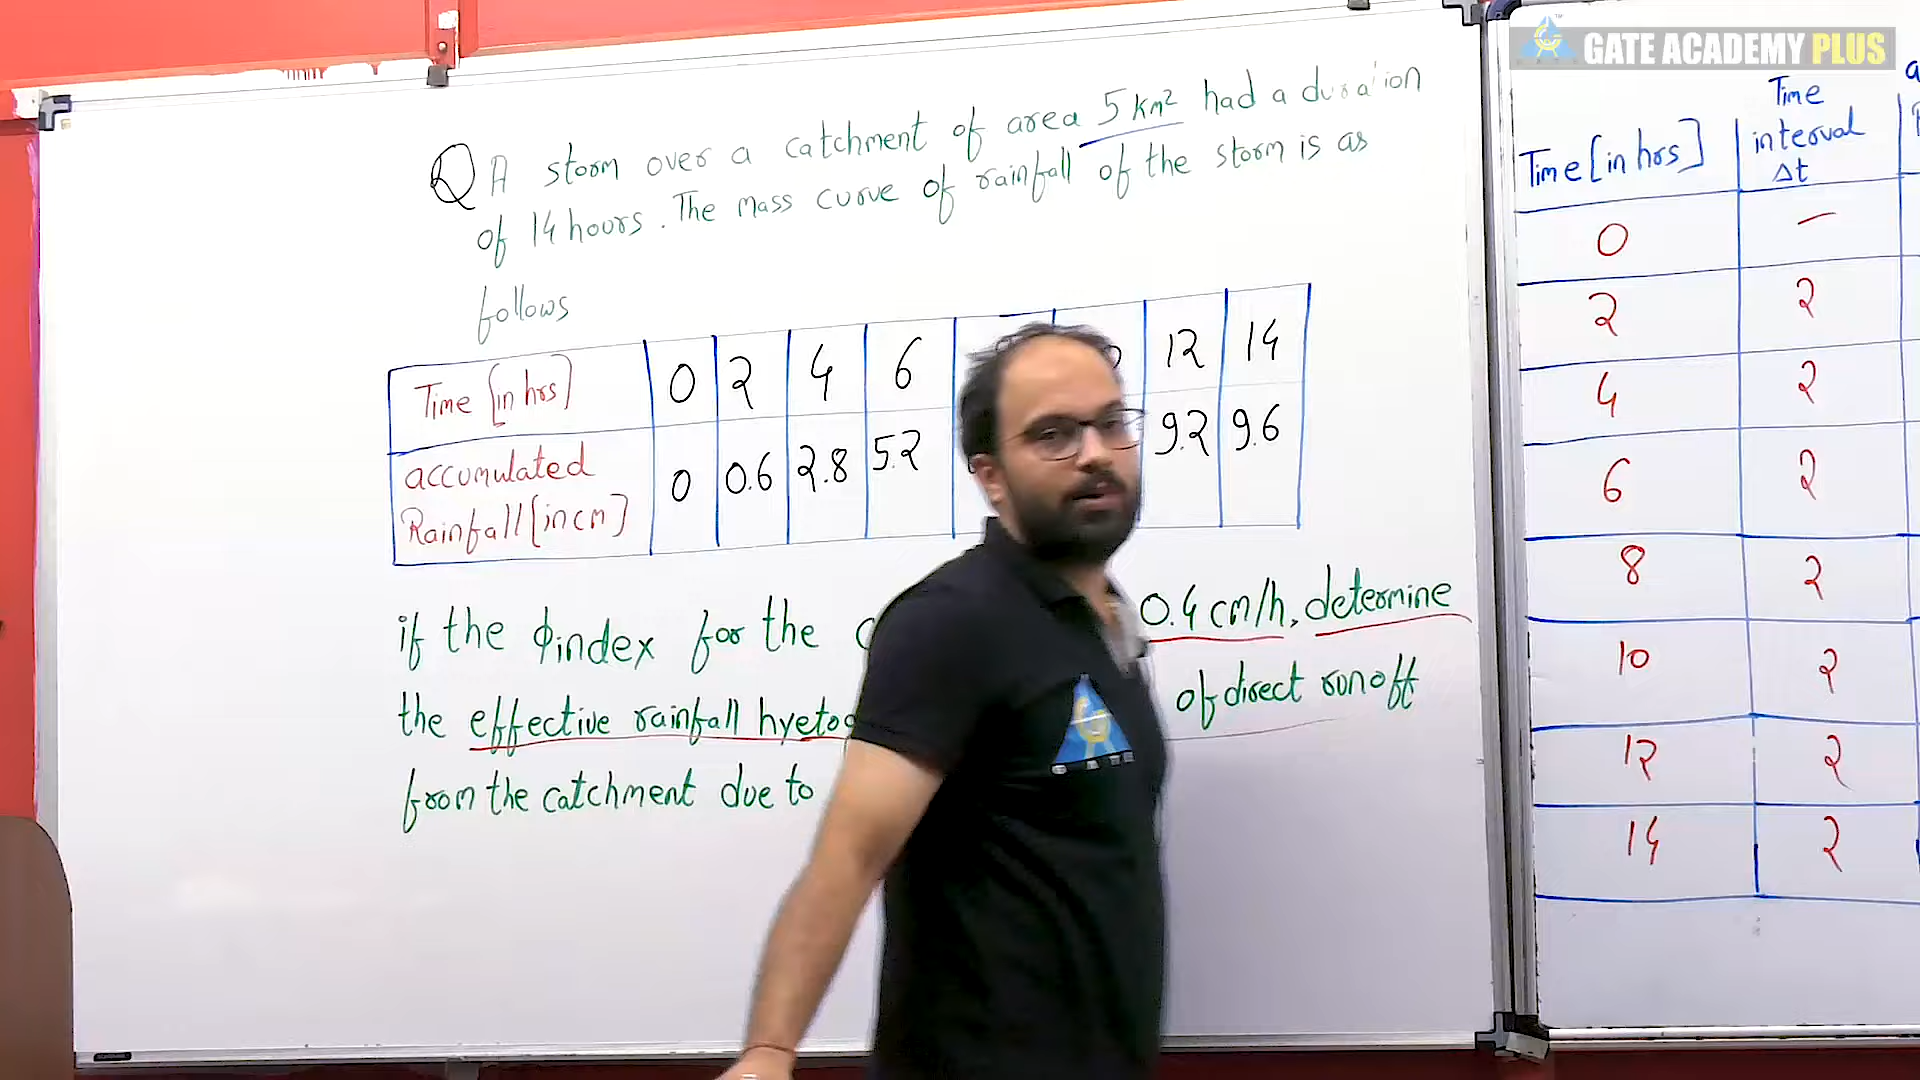 GATE ACADEMY PLUS
Q A storm over a catchment of area 5 km² had a duration
of 14 hours. The mass curve of rainfall of the storm is as
follows
Time [in hrs] 0 2 4 6 12 14
accumulated
Rainfall [in cm] 0 0.6 2.8 5.2 9.2 9.6
if the ϕindex for the 0.4 cm/h, determine
the effective rainfall of direct runoff
from the catchment due to
Time [in hrs] Time interval Δt
0 —
2 2
4 2
6 2
8 2
10 2
12 2
14 2